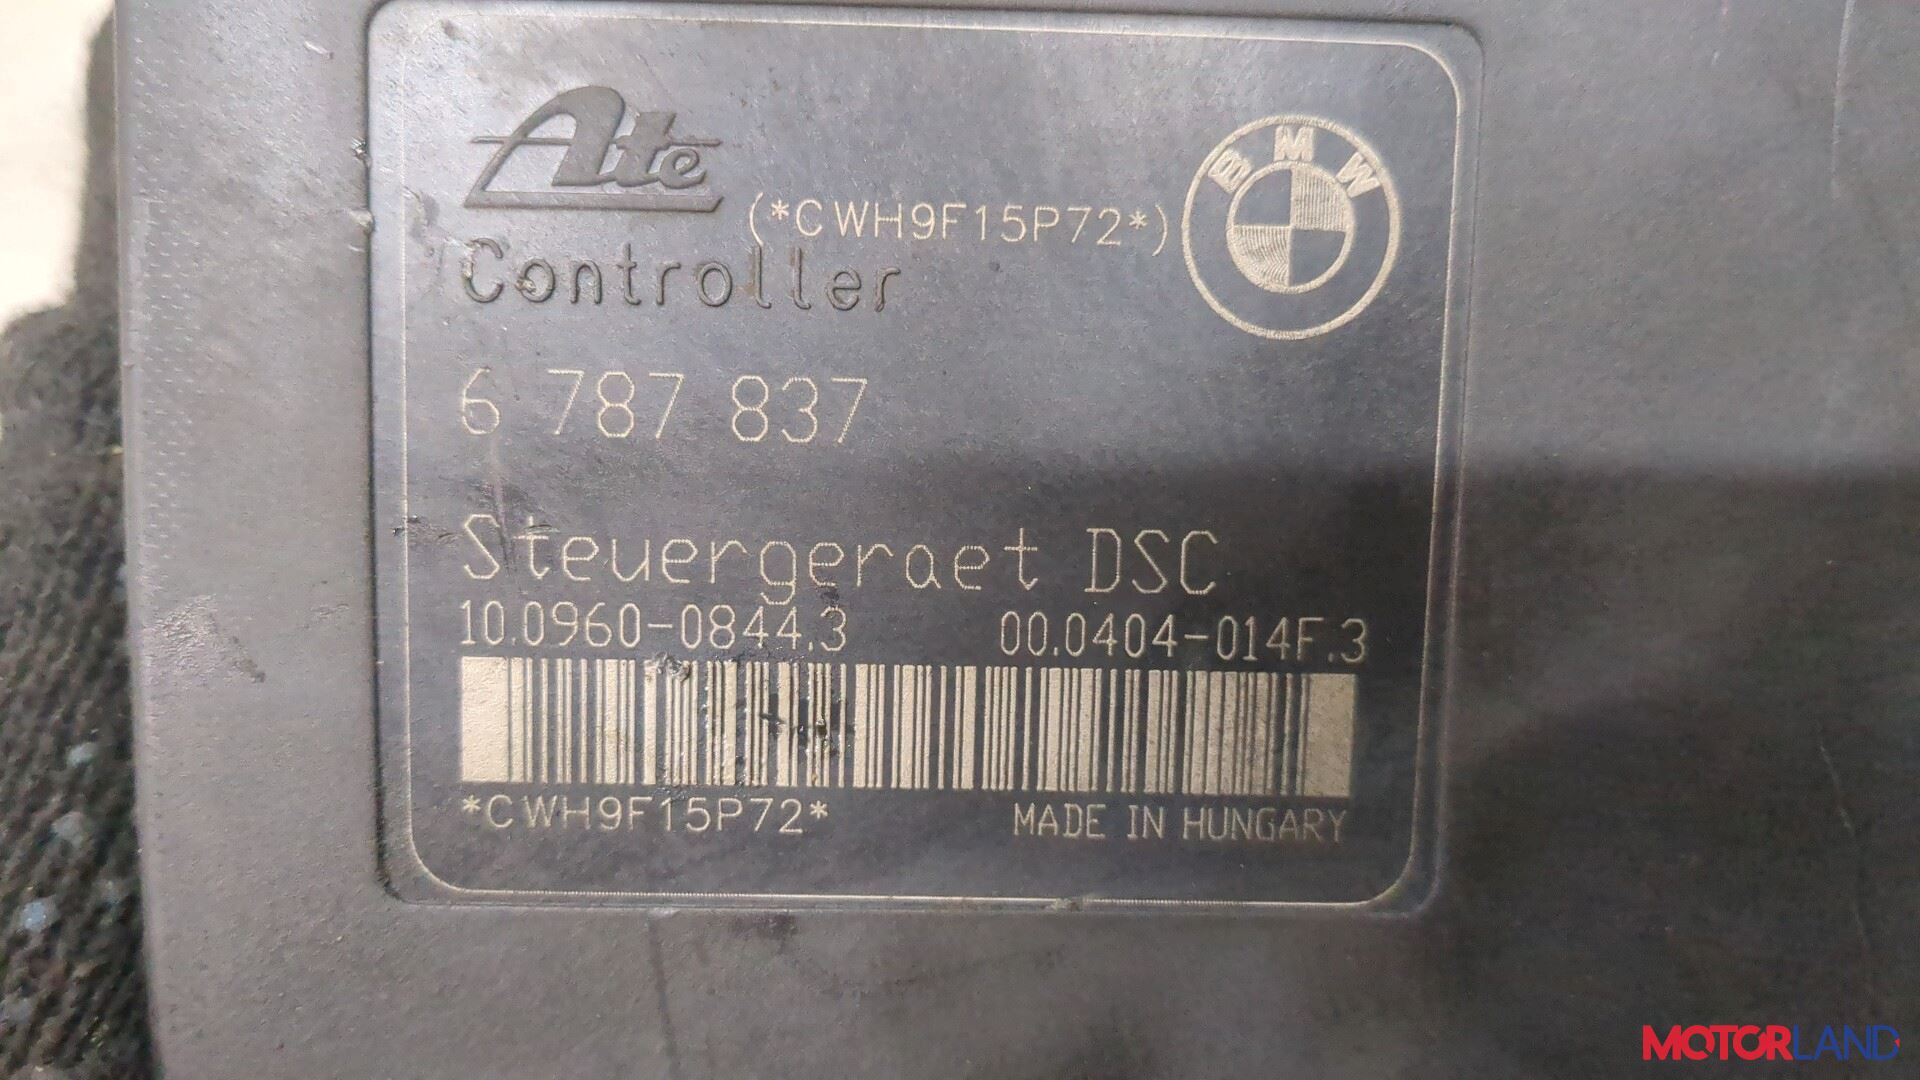 Ate
(*CWH9F15P72*)
BMW
Controller
6 787 837
Steuergeraet DSC
10.0960-0844.3 00.0404-014F.3
*CWH9F15P72* MADE IN HUNGARY
MOTORLAND